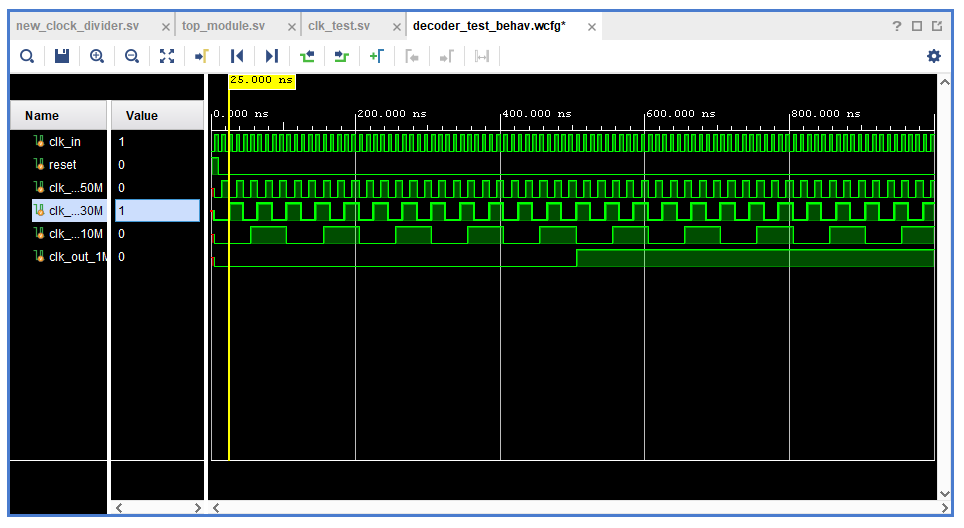 new_clock_divider.sv
top_module.sv
clk_test.sv
decoder_test_behav.wcfg*
25.000 ns
Name
Value
0.000 ns
200.000 ns
400.000 ns
600.000 ns
800.000 ns
clk_in
1
reset
0
clk_...50M
0
clk_...30M
1
clk_...10M
0
clk_out_1M
0